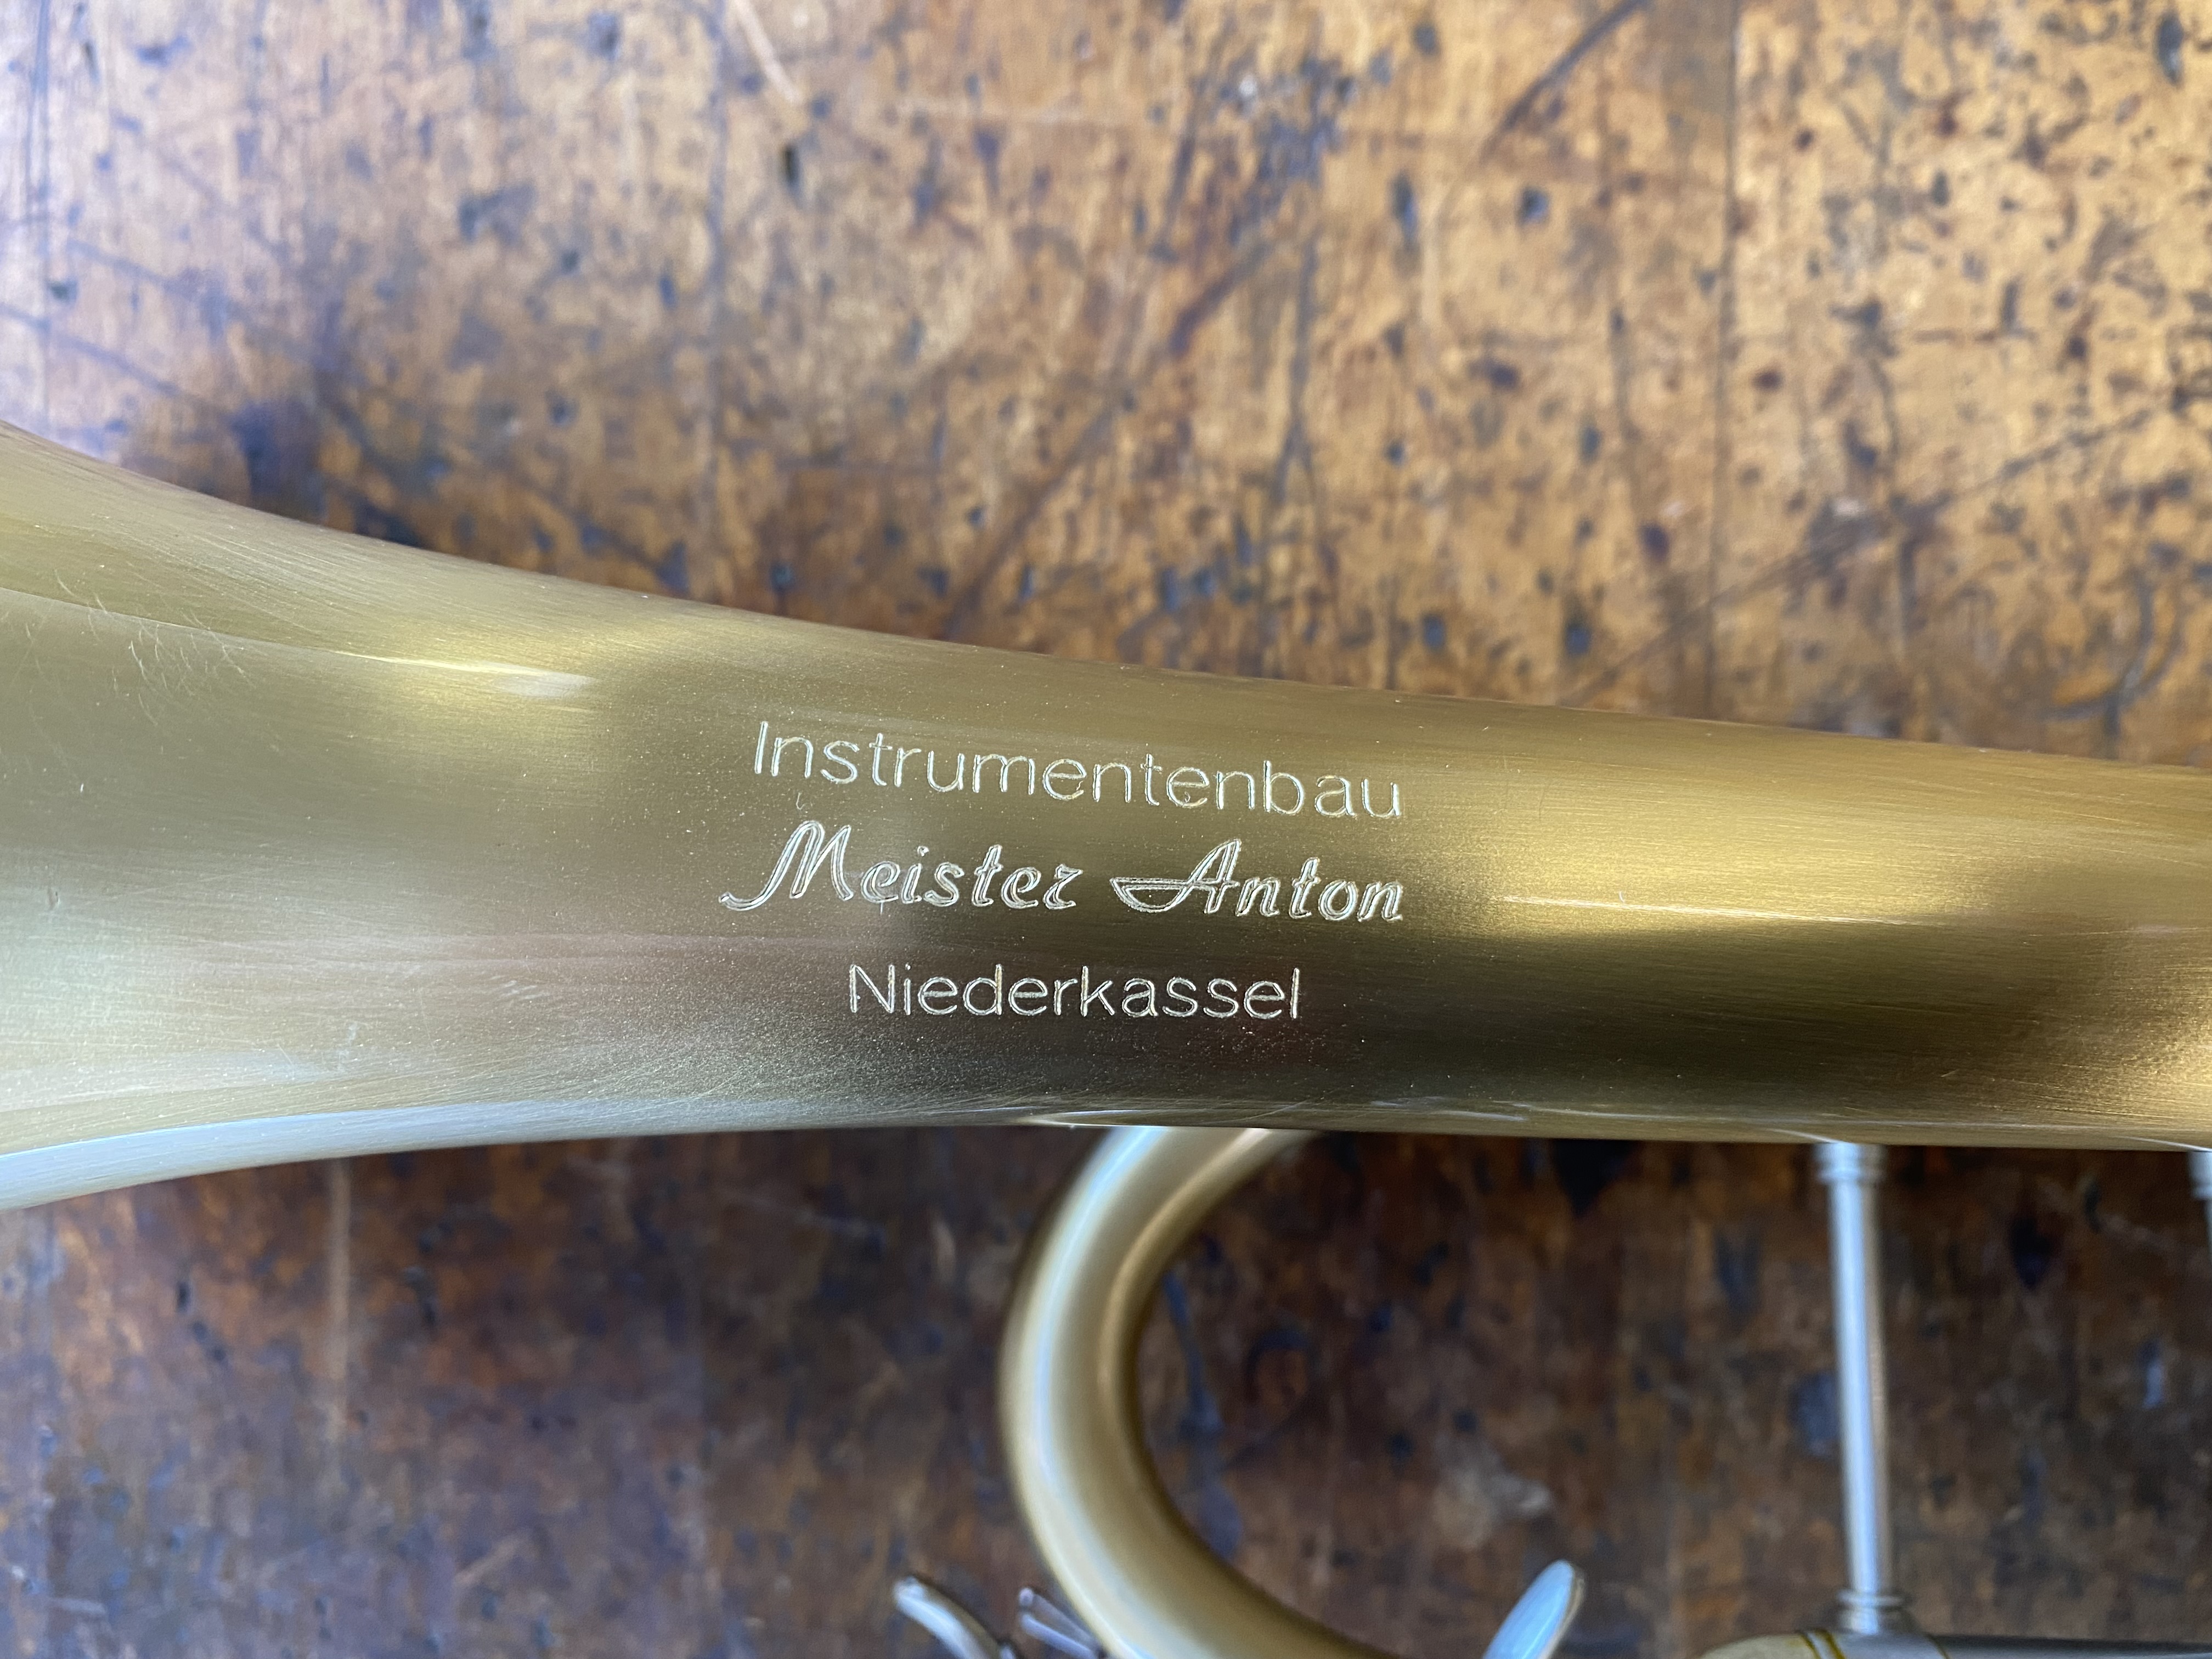 Instrumentenbau
Meister Anton
Niederkassel